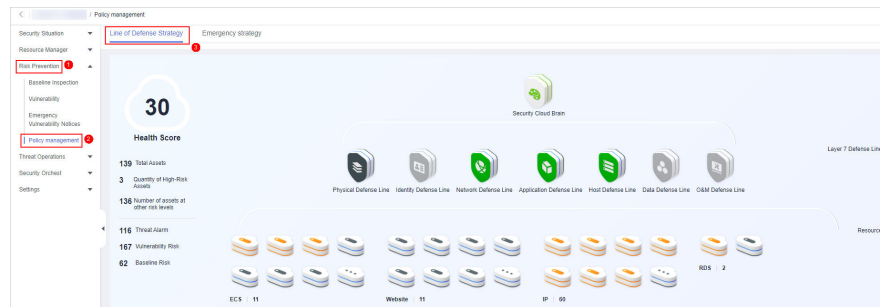 / Policy management
Security Situation
Resource Manager
Risk Prevention 1
Baseline Inspection
Vulnerability
Emergency
Vulnerability Notices
Policy management 2
Threat Operations
Security Orchest
Settings
Line of Defense Strategy
Emergency strategy
3
30
Health Score
139 Total Assets
3 Quantity of High-Risk
Assets
136 Number of assets at
other risk levels
116 Threat Alarm
167 Vulnerability Risk
62 Baseline Risk
Security Cloud Brain
Layer 7 Defense Line
Physical Defense Line
Identity Defense Line
Network Defense Line
Application Defense Line
Host Defense Line
Data Defense Line
O&M Defense Line
Resource
ECS 11
Website 11
IP 60
RDS 2